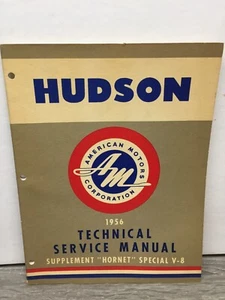 HUDSON
AMERICAN MOTORS
AM
CORPORATION
1956
TECHNICAL
SERVICE MANUAL
SUPPLEMENT "HORNET" SPECIAL V-8